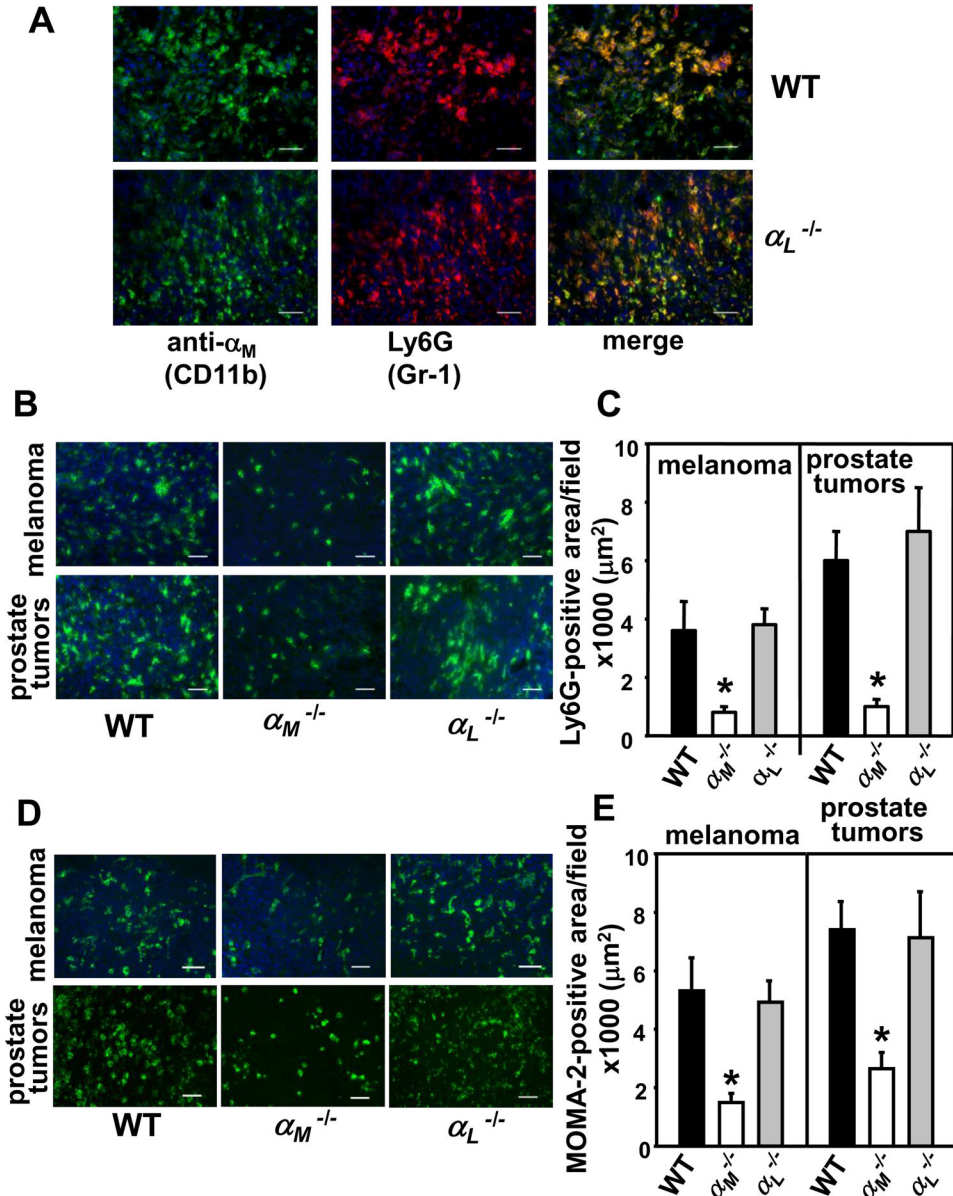 A
WT
αL -/-
anti-αM
(CD11b)
Ly6G
(Gr-1)
merge
B
melanoma
prostate
tumors
WT
αM -/-
αL -/-
C
Ly6G-positive area/field
x1000 (μm²)
10
8
6
4
2
0
melanoma
prostate
tumors
*
*
WT
αM -/-
αL -/-
WT
αM -/-
αL -/-
D
melanoma
prostate
tumors
WT
αM -/-
αL -/-
E
MOMA-2-positive area/field
x1000 (μm²)
10
8
6
4
2
0
melanoma
prostate
tumors
*
*
WT
αM -/-
αL -/-
WT
αM -/-
αL -/-